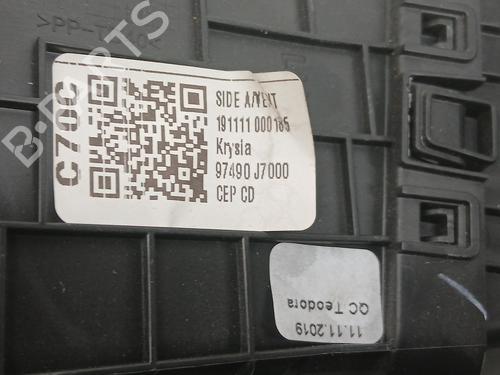 C70C
SIDE A/VENT
191111 000185
Krysia
97490 J7000
CEP CD
11.11.2019
QC Teodora
B-PARTS